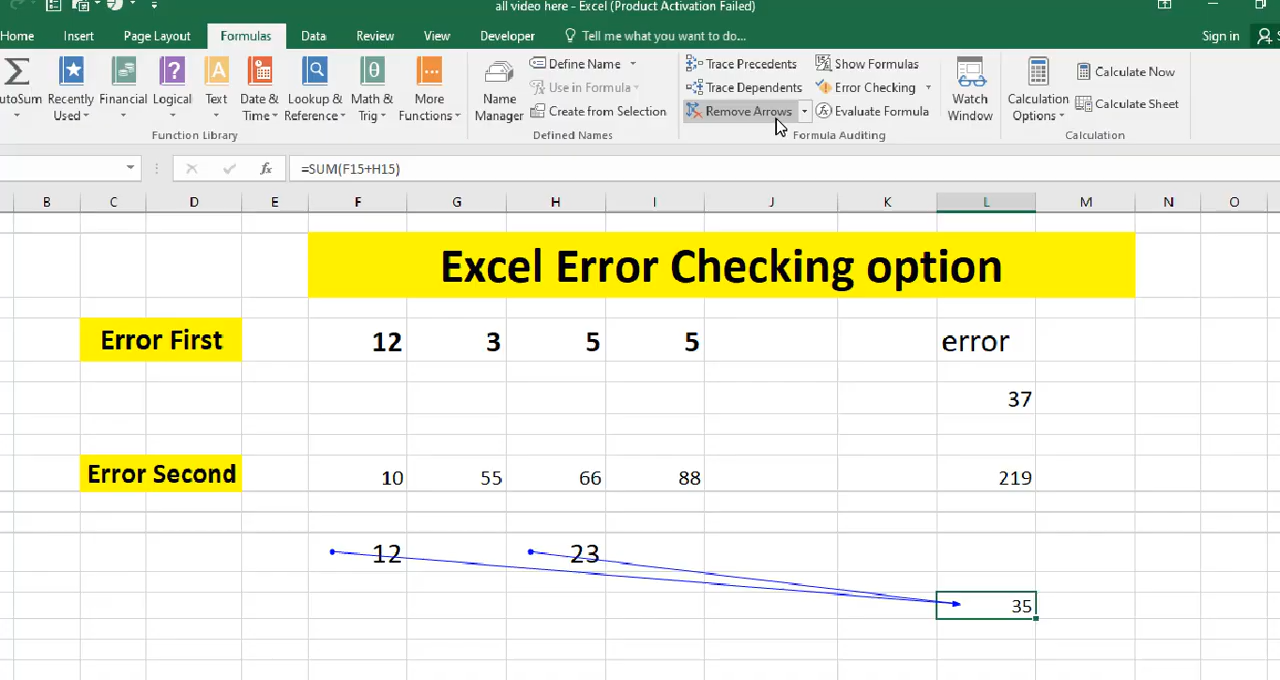 all video here - Excel (Product Activation Failed)
Home Insert Page Layout Formulas Data Review View Developer Tell me what you want to do... Sign in
utoSum Recently Used Financial Logical Text Date & Time Lookup & Reference Math & Trig More Functions
Function Library
Name Manager
Define Name
Use in Formula
Create from Selection
Defined Names
Trace Precedents Show Formulas
Trace Dependents Error Checking
Remove Arrows Evaluate Formula
Watch Window
Formula Auditing
Calculation Options
Calculate Now
Calculate Sheet
Calculation
fx =SUM(F15+H15)
B C D E F G H I J K L M N O
Excel Error Checking option
Error First 12 3 5 5 error
37
Error Second 10 55 66 88 219
12 23
35